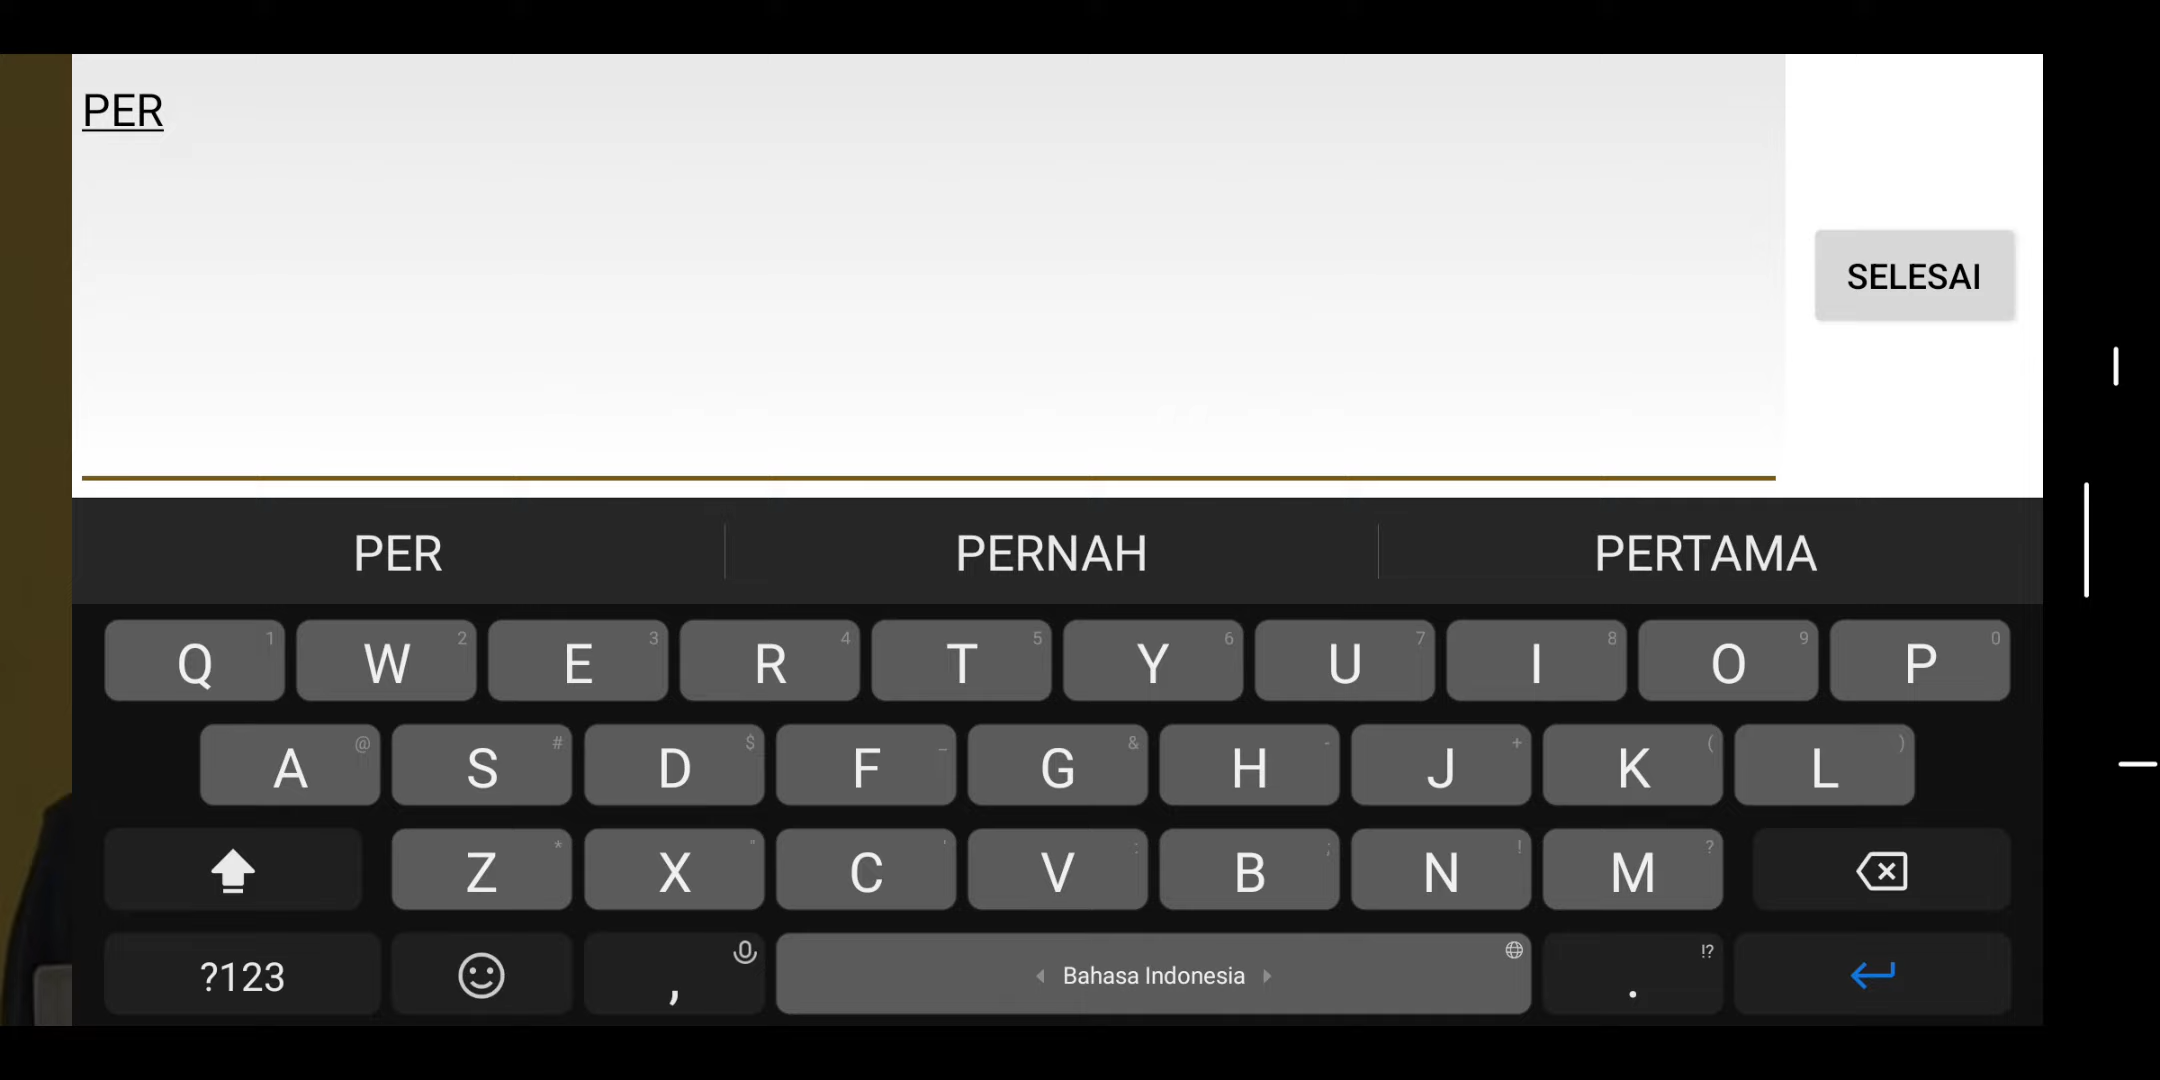 PER
SELESAI
PER PERNAH PERTAMA
Q 1 W 2 E 3 R 4 T 5 Y 6 U 7 I 8 O 9 P 0
A @ S # D $ F _ G & H - J + K ( L )
Z * X " C ' V : B ; N ! M ?
?123 , Bahasa Indonesia . !?